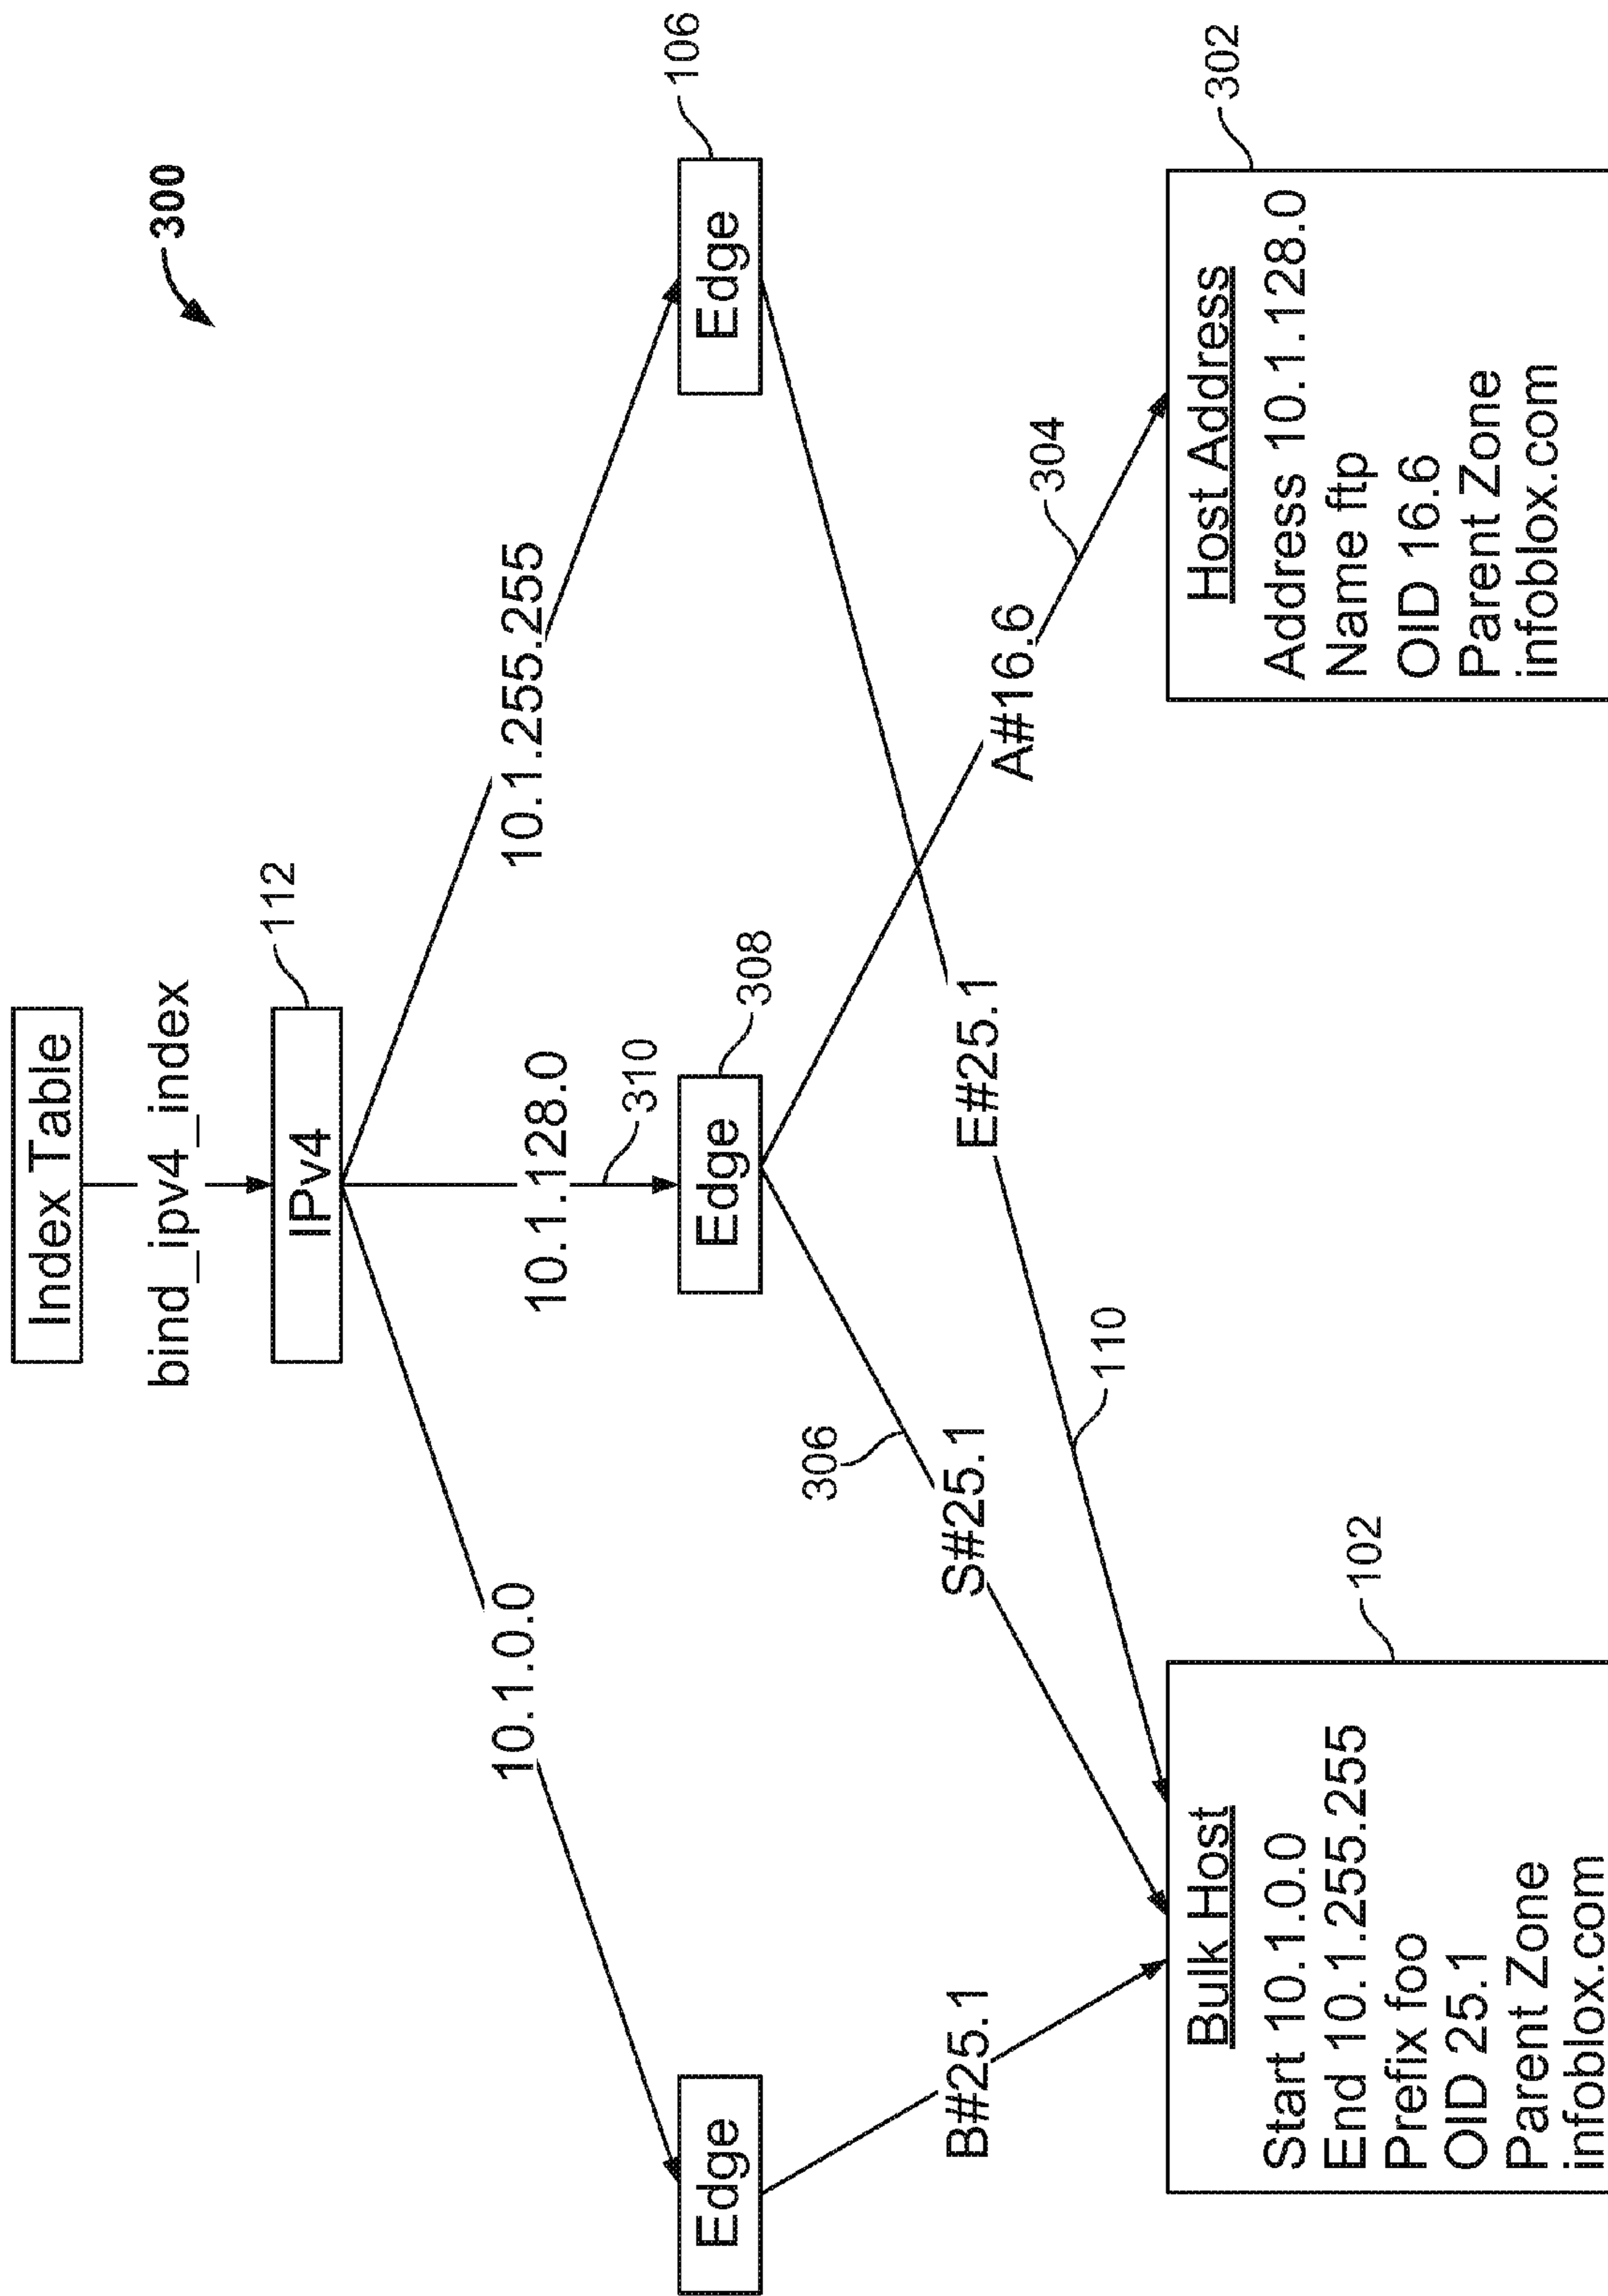 300
Index Table
bind_ipv4_index
IPv4
112
10.1.0.0
10.1.128.0
310
10.1.255.255
Edge
Edge
308
Edge
106
B#25.1
306
S#25.1
E#25.1
110
A#16.6
304
Bulk Host
Start 10.1.0.0
End 10.1.255.255
Prefix foo
OID 25.1
Parent Zone
infoblox.com
102
Host Address
Address 10.1.128.0
Name ftp
OID 16.6
Parent Zone
infoblox.com
302